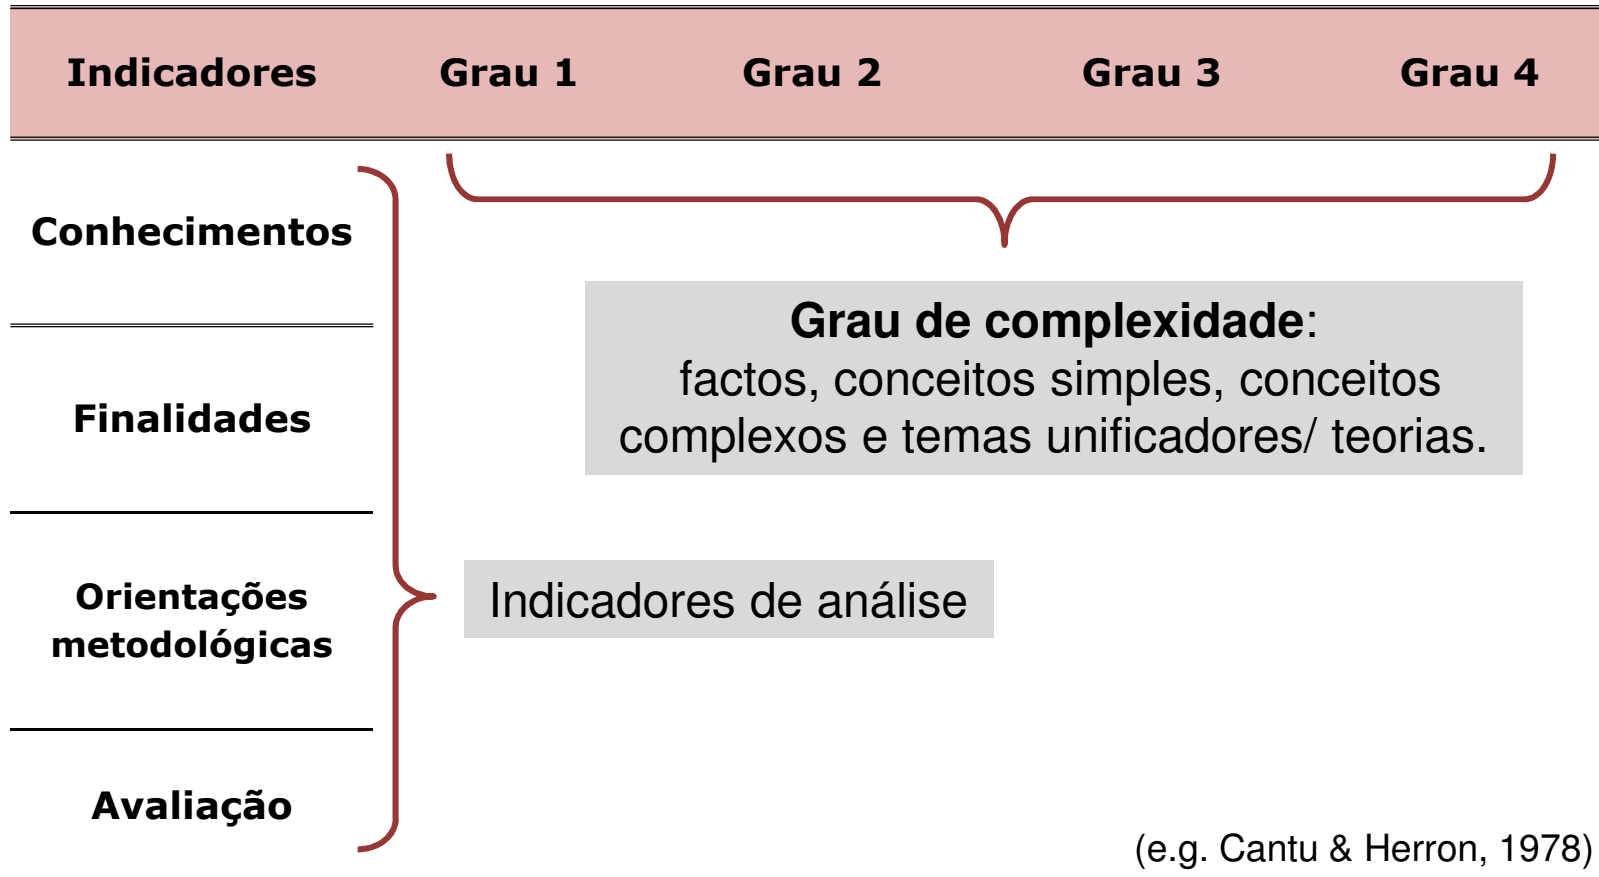 Indicadores Grau 1 Grau 2 Grau 3 Grau 4
Conhecimentos
Grau de complexidade:
factos, conceitos simples, conceitos
complexos e temas unificadores/ teorias.
Finalidades
Orientações
metodológicas
Indicadores de análise
Avaliação
(e.g. Cantu & Herron, 1978)